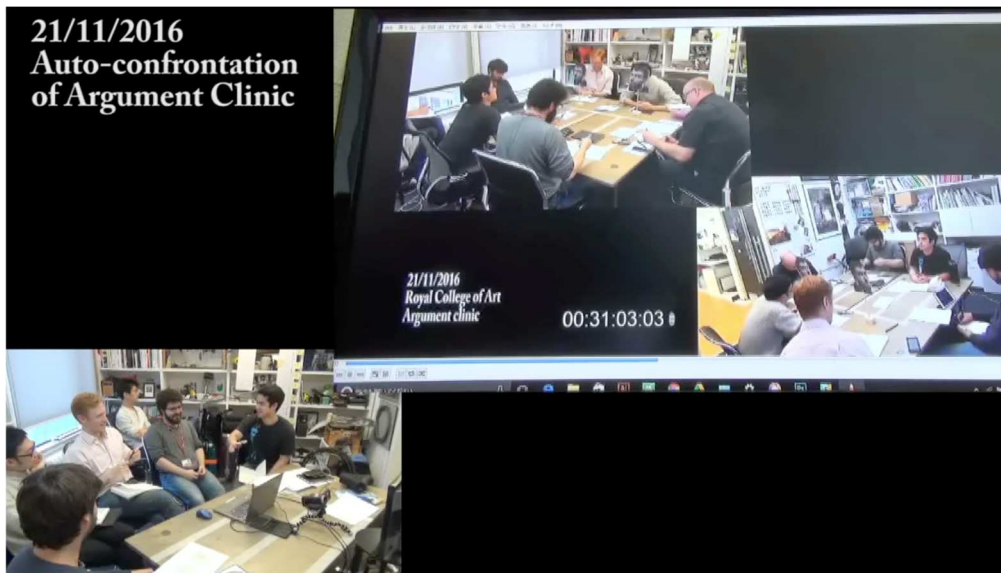 21/11/2016
Auto-confrontation
of Argument Clinic
21/11/2016
Royal College of Art
Argument clinic
00:31:03:03